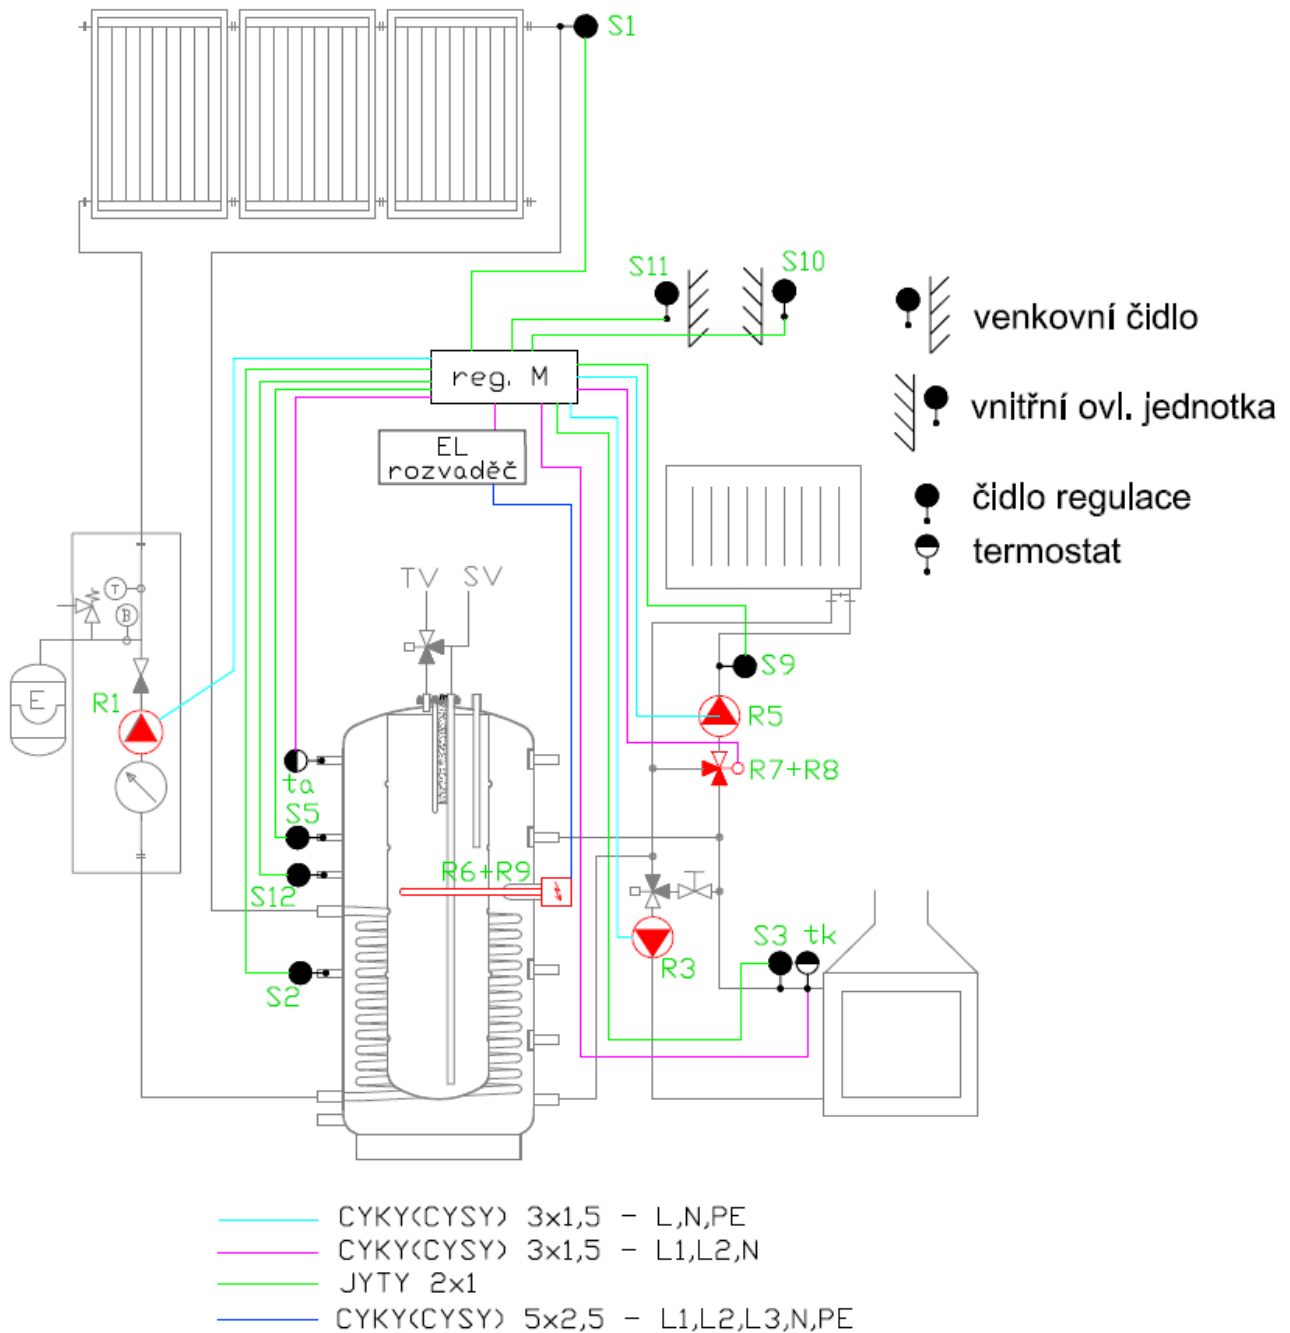 S1
S11
S10
venkovní čidlo
reg. M
vnitřní ovl. jednotka
EL
rozvaděč
čidlo regulace
termostat
TV
SV
T
B
E
R1
S9
R5
R7+R8
ta
S5
R6+R9
S12
S3 tk
R3
S2
CYKY(CYSY) 3x1,5 - L,N,PE
CYKY(CYSY) 3x1,5 - L1,L2,N
JYTY 2x1
CYKY(CYSY) 5x2,5 - L1,L2,L3,N,PE